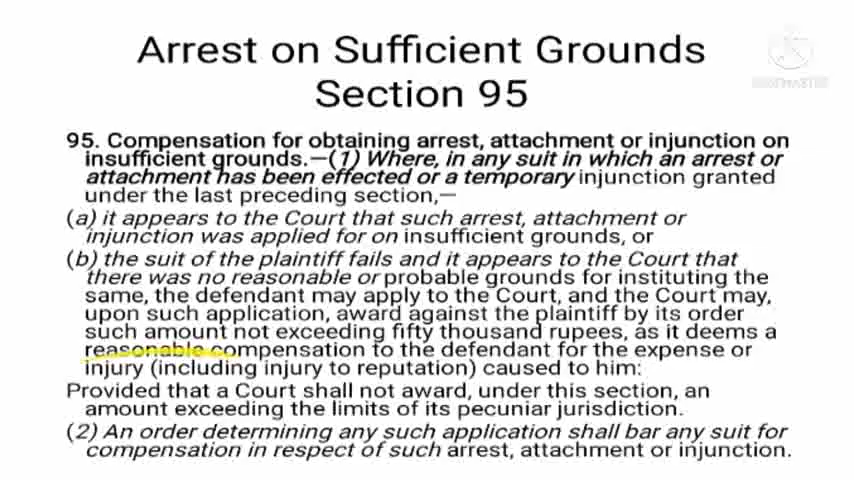 Arrest on Sufficient Grounds
Section 95
95. Compensation for obtaining arrest, attachment or injunction on
insufficient grounds.—(1) Where, in any suit in which an arrest or
attachment has been effected or a temporary injunction granted
under the last preceding section,—
(a) it appears to the Court that such arrest, attachment or
injunction was applied for on insufficient grounds, or
(b) the suit of the plaintiff fails and it appears to the Court that
there was no reasonable or probable grounds for instituting the
same, the defendant may apply to the Court, and the Court may,
upon such application, award against the plaintiff by its order
such amount not exceeding fifty thousand rupees, as it deems a
reasonable compensation to the defendant for the expense or
injury (including injury to reputation) caused to him:
Provided that a Court shall not award, under this section, an
amount exceeding the limits of its pecuniar jurisdiction.
(2) An order determining any such application shall bar any suit for
compensation in respect of such arrest, attachment or injunction.